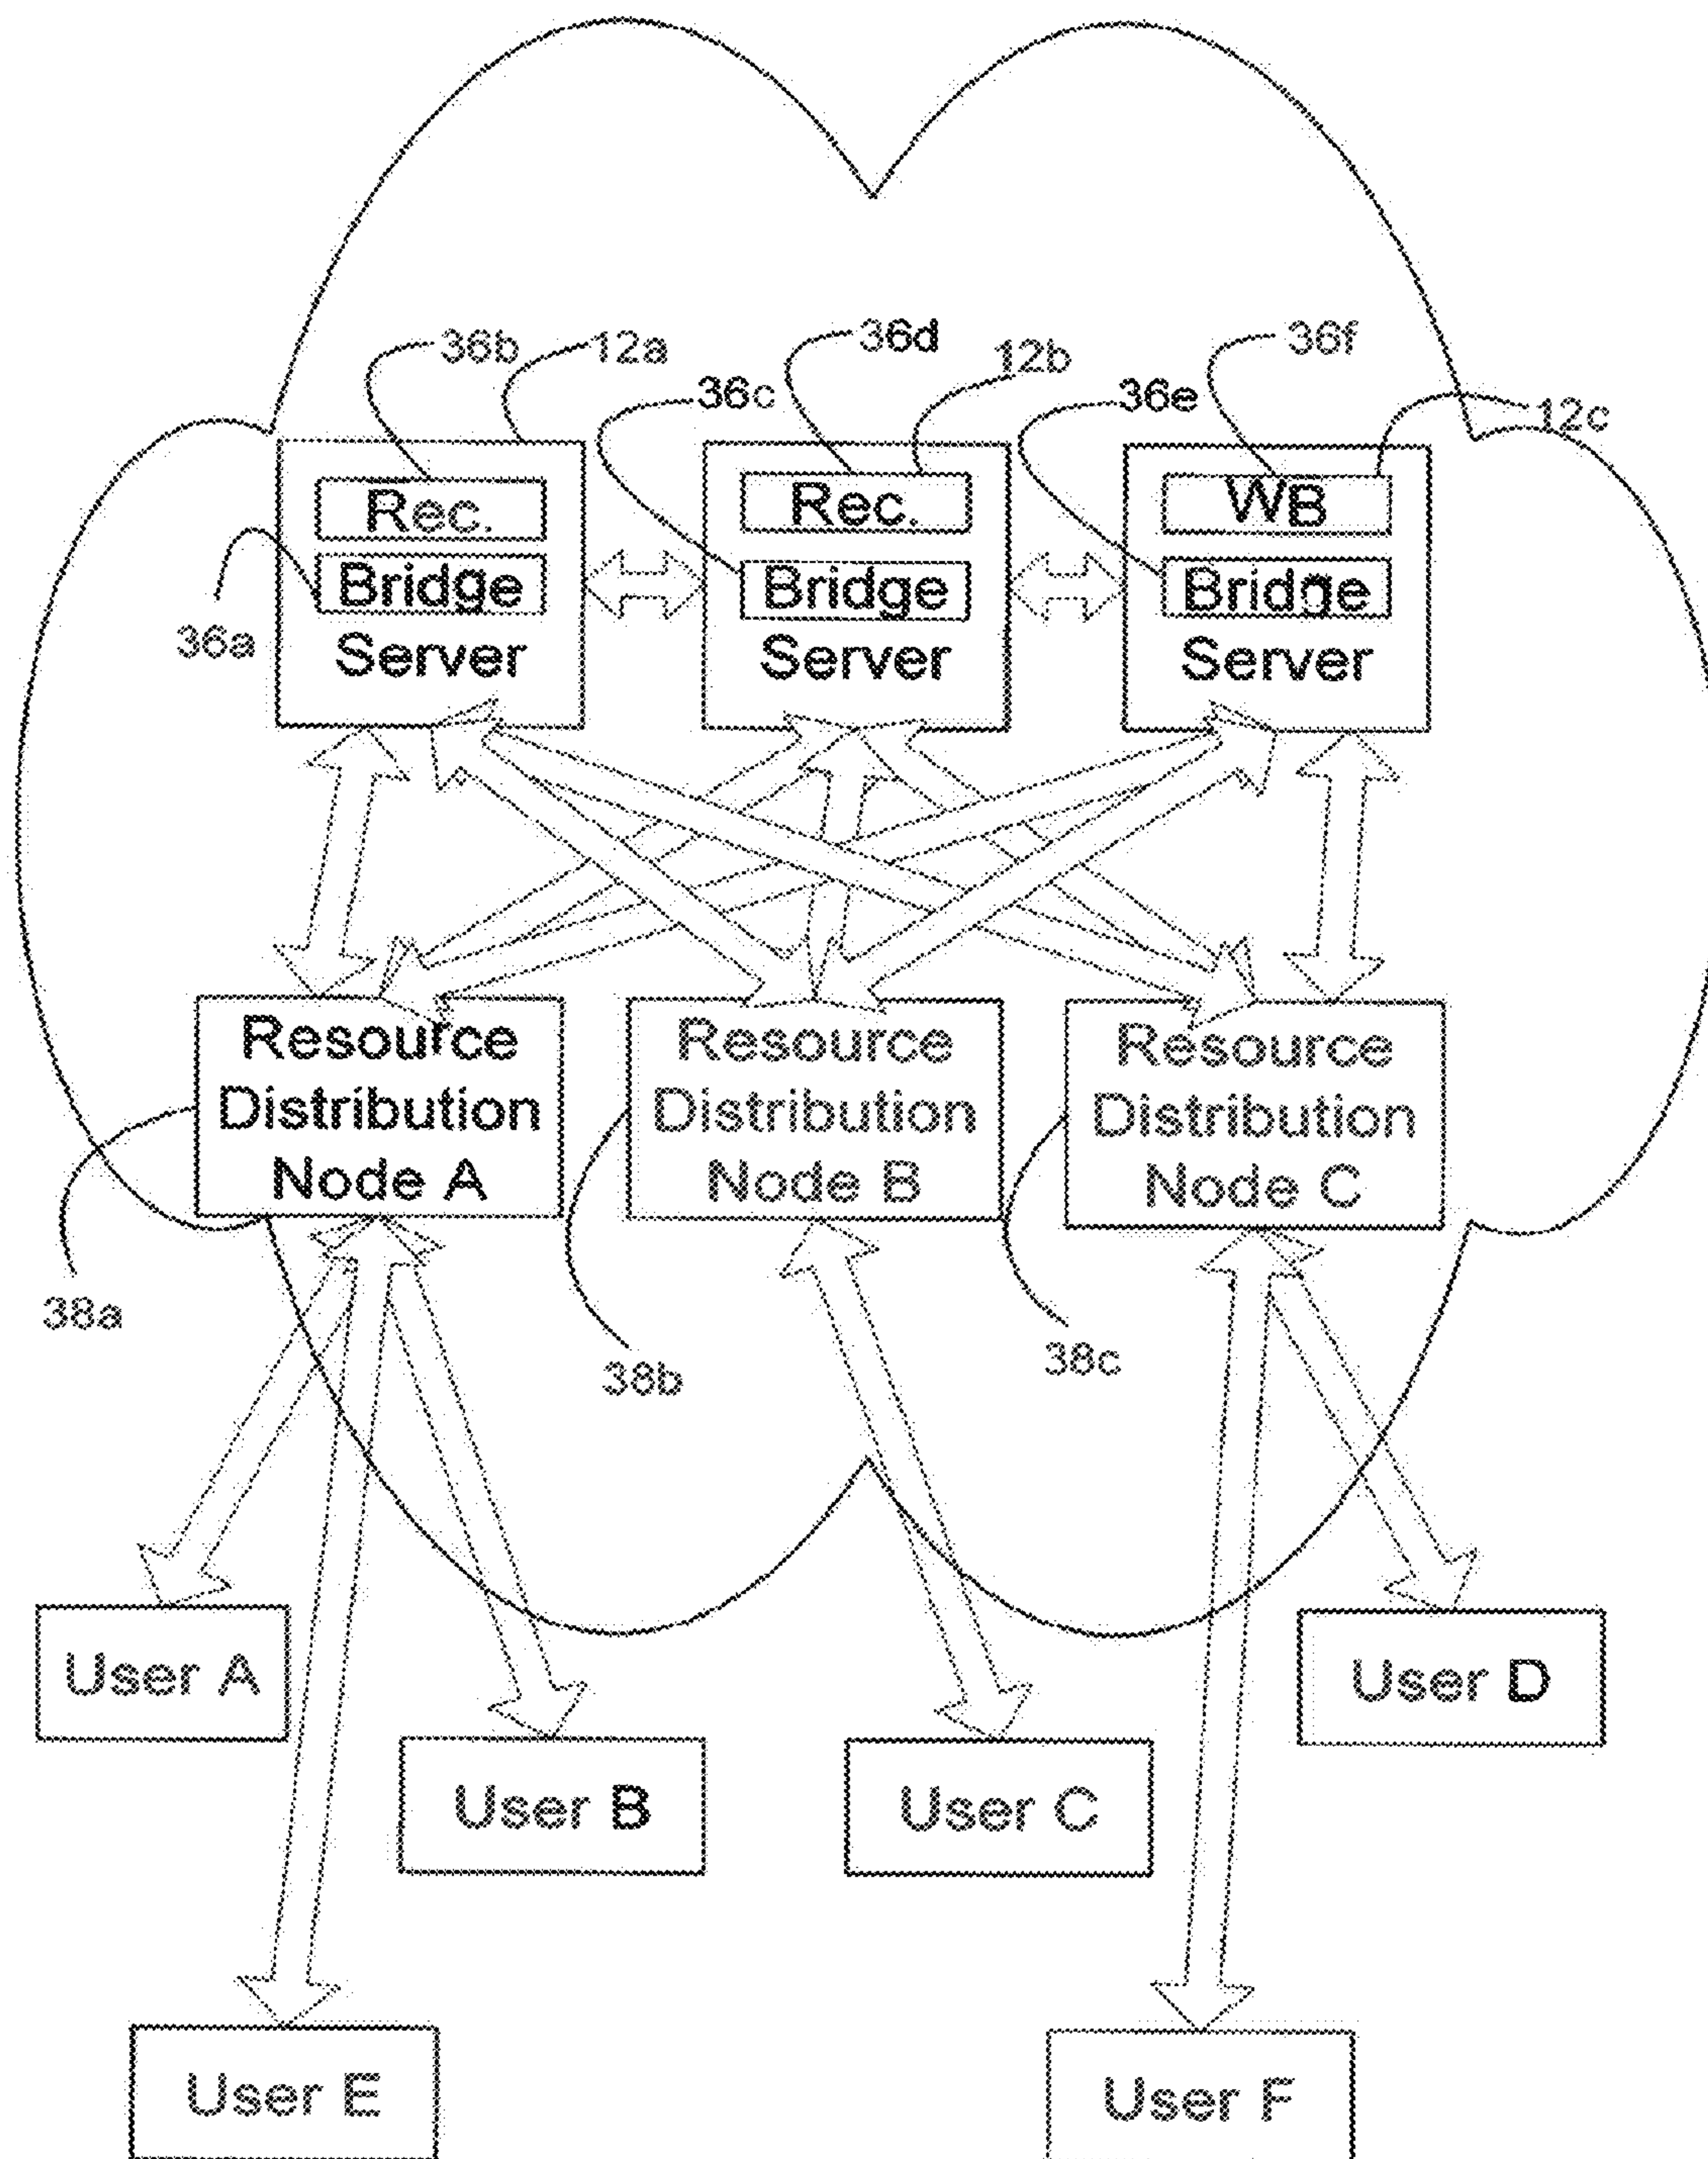 36b
12a
36d
12b
36f
36c
36e
12c
Rec.
Rec.
WB
Bridge
Bridge
Bridge
36a
Server
Server
Server
Resource
Distribution
Node A
Resource
Distribution
Node B
Resource
Distribution
Node C
38a
38b
38c
User A
User D
User B
User C
User E
User F